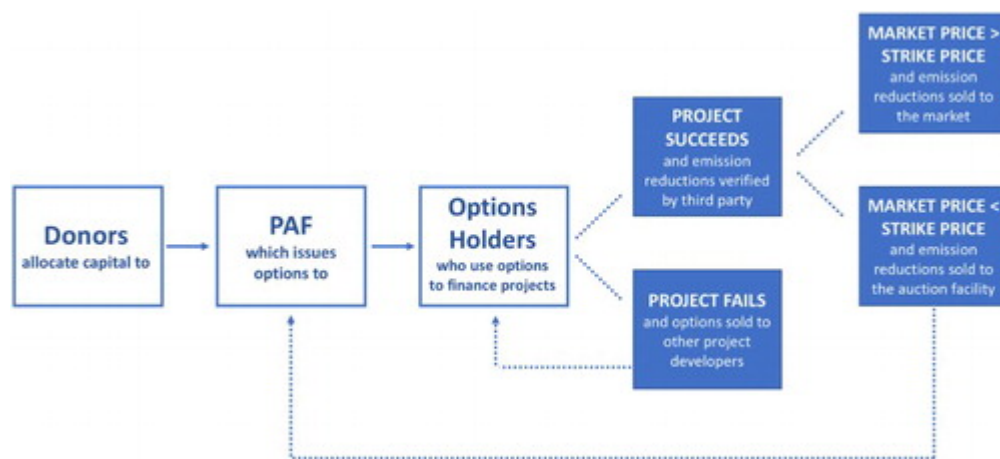 Donors
allocate capital to
PAF
which issues
options to
Options
Holders
who use options
to finance projects
PROJECT
SUCCEEDS
and emission
reductions verified
by third party
PROJECT FAILS
and options sold to
other project
developers
MARKET PRICE >
STRIKE PRICE
and emission
reductions sold to
the market
MARKET PRICE <
STRIKE PRICE
and emission
reductions sold to
the auction facility